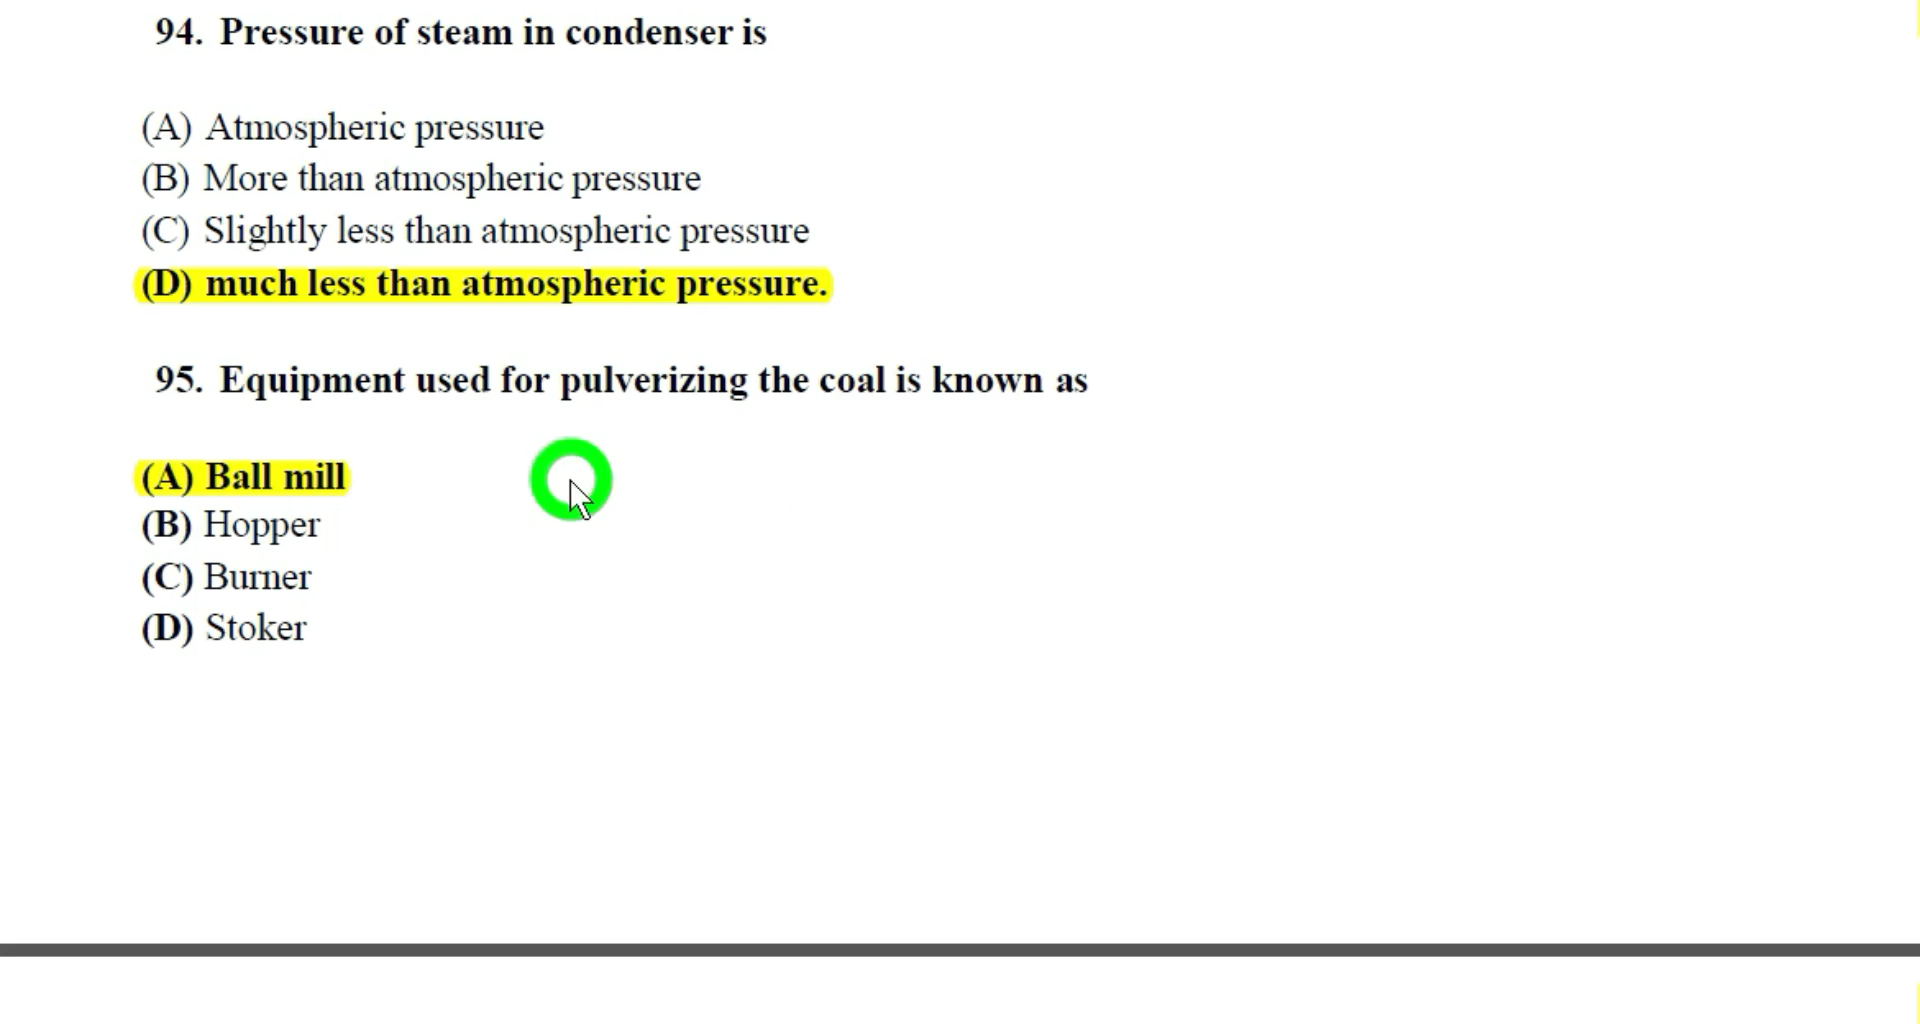 94. Pressure of steam in condenser is
(A) Atmospheric pressure
(B) More than atmospheric pressure
(C) Slightly less than atmospheric pressure
(D) much less than atmospheric pressure.
95. Equipment used for pulverizing the coal is known as
(A) Ball mill
(B) Hopper
(C) Burner
(D) Stoker